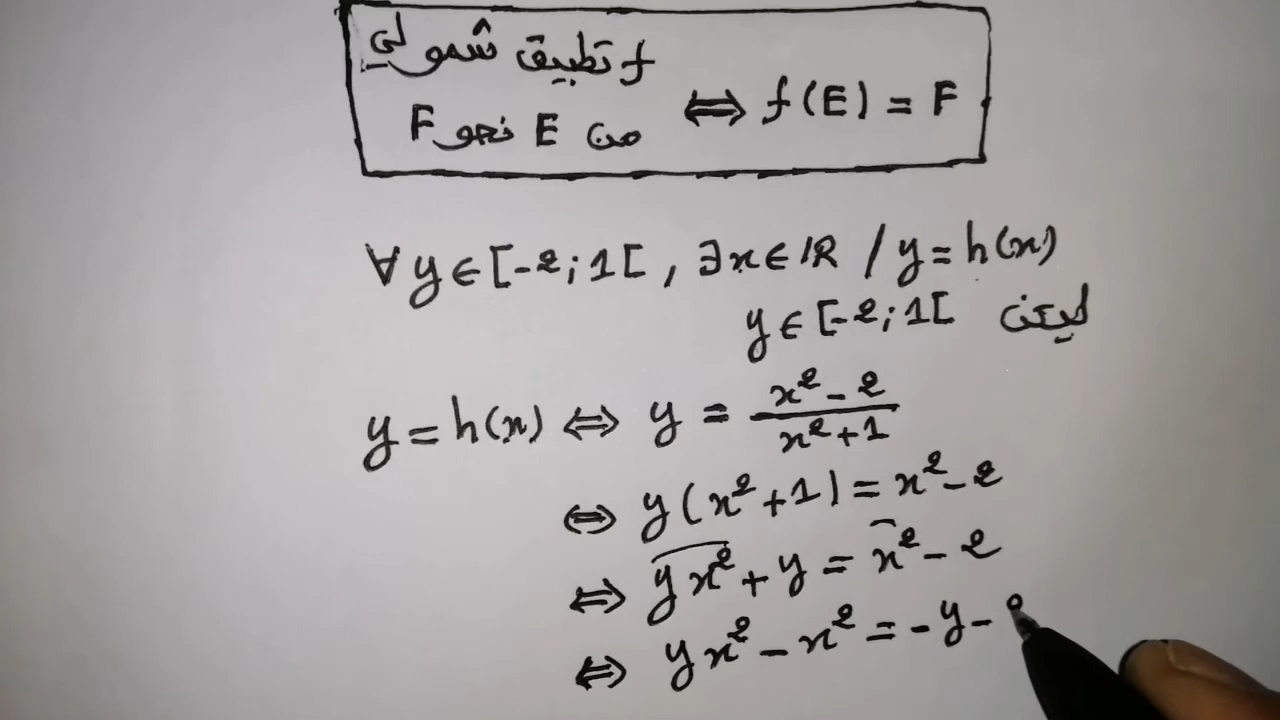 f تطبيق شمولي
من E نحو F ⇔ f(E) = F
∀ y ∈ [-2 ; 1[ , ∃ x ∈ ℝ / y = h(x)
ليكن y ∈ [-2 ; 1[
y = h(x) ⇔ y = (x² - 2)/(x² + 1)
⇔ y(x² + 1) = x² - 2
⇔ yx² + y = x² - 2
⇔ yx² - x² = -y -